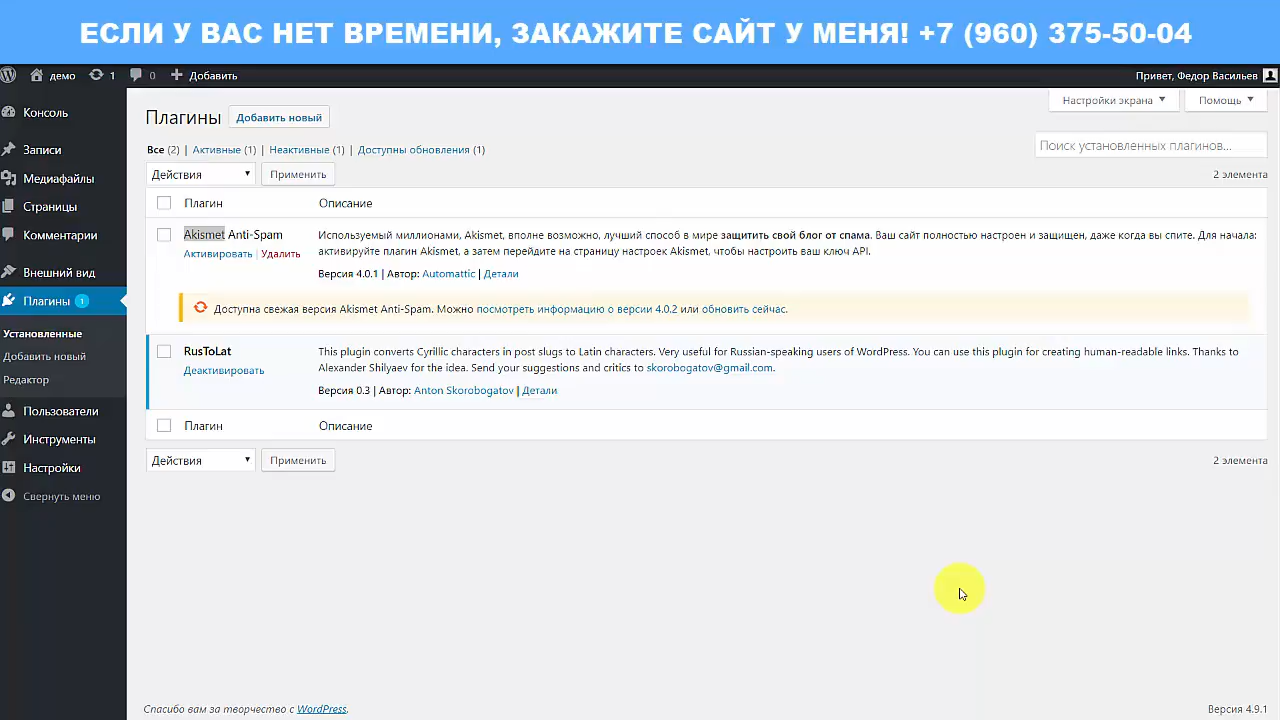 ЕСЛИ У ВАС НЕТ ВРЕМЕНИ, ЗАКАЖИТЕ САЙТ У МЕНЯ! +7 (960) 375-50-04
демо 1 0 Добавить Привет, Федор Васильев
Настройки экрана Помощь
Консоль
Записи
Медиафайлы
Страницы
Комментарии
Внешний вид
Плагины 1
Установленные
Добавить новый
Редактор
Пользователи
Инструменты
Настройки
Свернуть меню
Плагины Добавить новый
Все (2) | Активные (1) | Неактивные (1) | Доступны обновления (1)
Поиск установленных плагинов...
Действия Применить 2 элемента
Плагин Описание
Akismet Anti-Spam
Активировать | Удалить
Используемый миллионами, Akismet, вполне возможно, лучший способ в мире защитить свой блог от спама. Ваш сайт полностью настроен и защищен, даже когда вы спите. Для начала:
активируйте плагин Akismet, а затем перейдите на страницу настроек Akismet, чтобы настроить ваш ключ API.
Версия 4.0.1 | Автор: Automattic | Детали
Доступна свежая версия Akismet Anti-Spam. Можно посмотреть информацию о версии 4.0.2 или обновить сейчас.
RusToLat
Деактивировать
This plugin converts Cyrillic characters in post slugs to Latin characters. Very useful for Russian-speaking users of WordPress. You can use this plugin for creating human-readable links. Thanks to
Alexander Shilyaev for the idea. Send your suggestions and critics to skorobogatov@gmail.com.
Версия 0.3 | Автор: Anton Skorobogatov | Детали
Плагин Описание
Действия Применить 2 элемента
Спасибо вам за творчество с WordPress. Версия 4.9.1